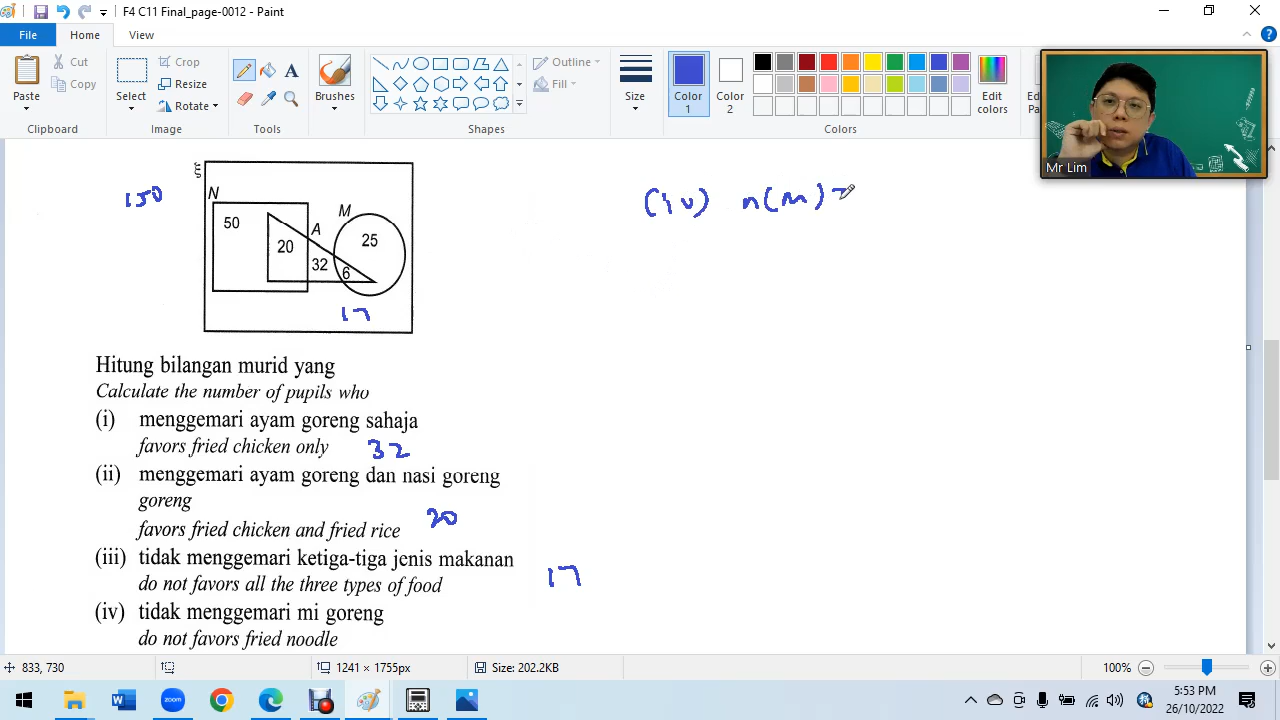 F4 C11 Final_page-0012 - Paint
File Home View
Paste Cut Copy Clipboard
Select Crop Resize Rotate Image
Tools
Brushes
Outline Fill Shapes
Size
Color 1 Color 2 Edit colors Colors
Mr Lim
ξ
150
N
50
20
A
32
M
25
6
17
(iv) n(M) =
Hitung bilangan murid yang
Calculate the number of pupils who
(i) menggemari ayam goreng sahaja
favors fried chicken only 32
(ii) menggemari ayam goreng dan nasi goreng
goreng
favors fried chicken and fried rice 20
(iii) tidak menggemari ketiga-tiga jenis makanan
do not favors all the three types of food 17
(iv) tidak menggemari mi goreng
do not favors fried noodle
833, 730 1241 × 1755px Size: 202.2KB 100%
zoom
5:53 PM
26/10/2022